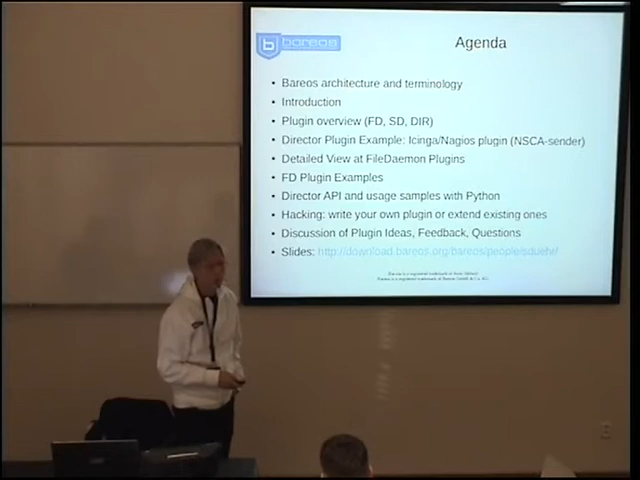 bareos
Agenda
• Bareos architecture and terminology
• Introduction
• Plugin overview (FD, SD, DIR)
• Director Plugin Example: Icinga/Nagios plugin (NSCA-sender)
• Detailed View at FileDaemon Plugins
• FD Plugin Examples
• Director API and usage samples with Python
• Hacking: write your own plugin or extend existing ones
• Discussion of Plugin Ideas, Feedback, Questions
• Slides: http://download.bareos.org/bareos/people/sduehr/